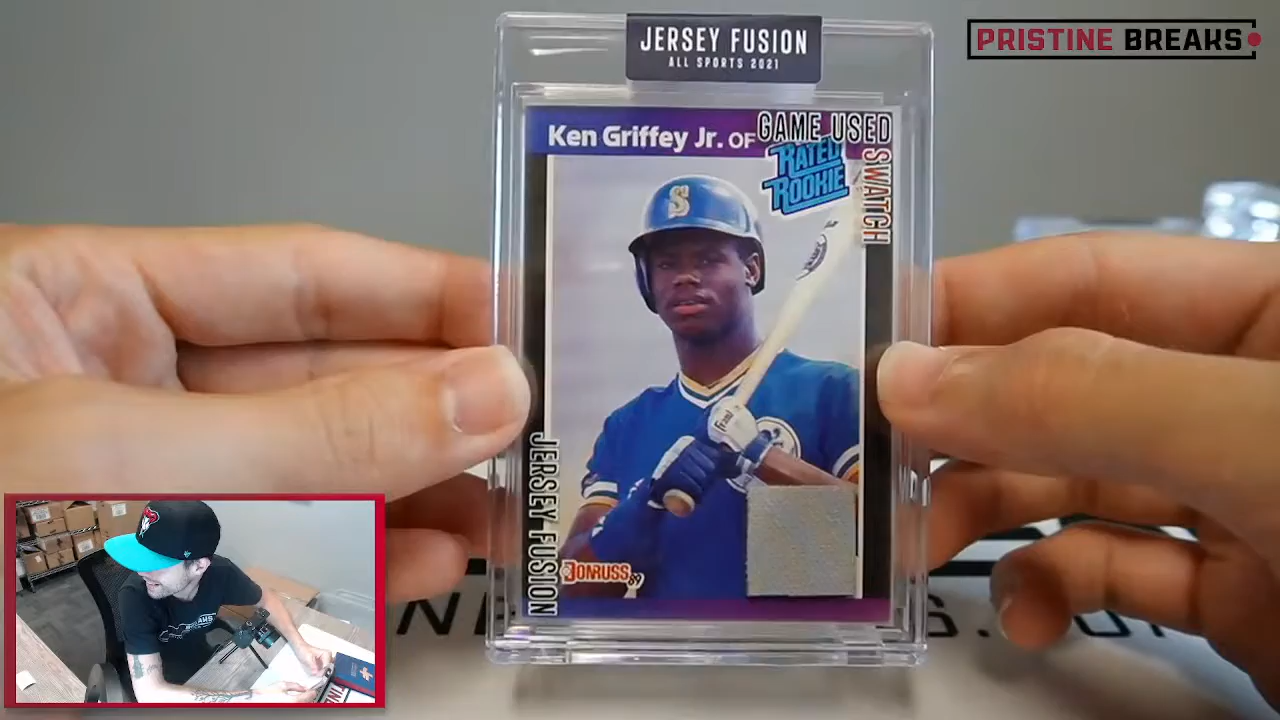 JERSEY FUSION
ALL SPORTS 2021
PRISTINE BREAKS
Ken Griffey Jr. OF
GAME USED
SWATCH
RATED
ROOKIE
S
JERSEY FUSION
DONRUSS 89
BREAKS